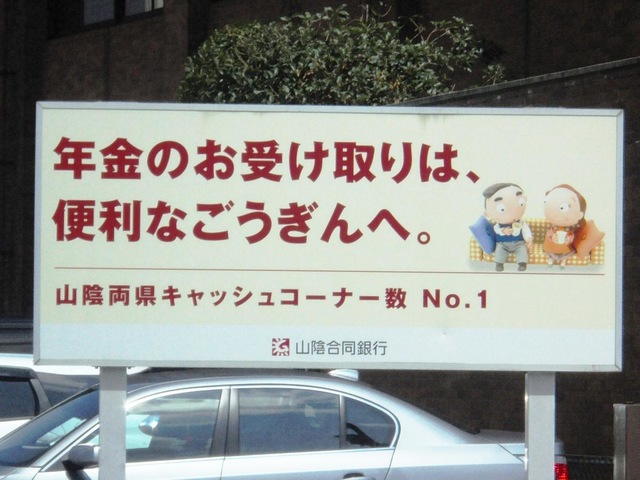 年金のお受け取りは、
便利なごうぎんへ。
山陰両県キャッシュコーナー数 No.1
山陰合同銀行